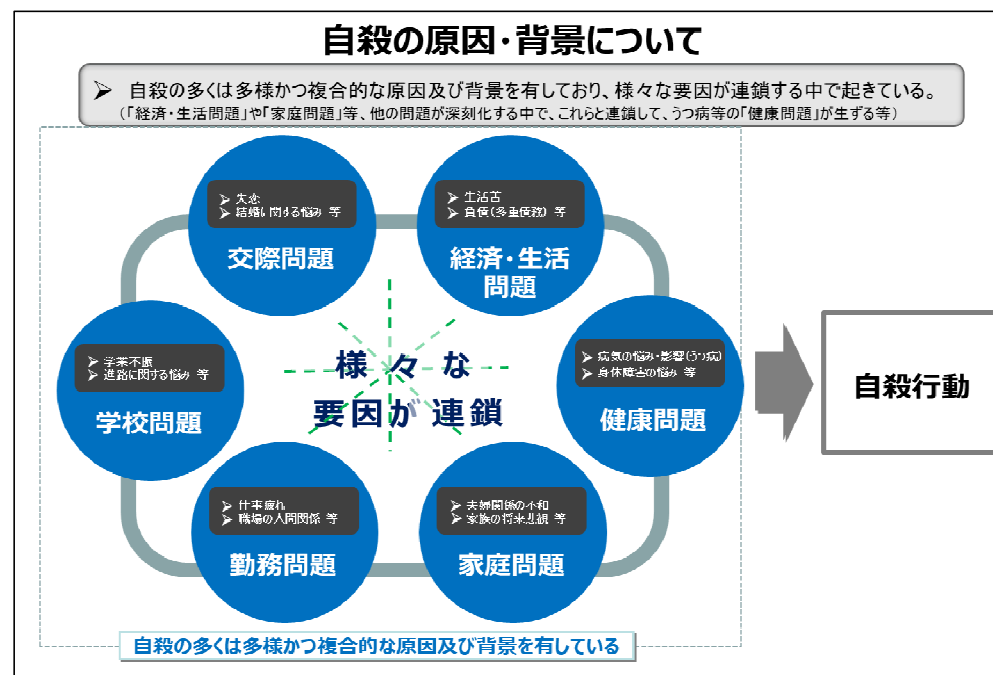 自殺の原因・背景について
➢ 自殺の多くは多様かつ複合的な原因及び背景を有しており、様々な要因が連鎖する中で起きている。
(「経済・生活問題」や「家庭問題」等、他の問題が深刻化する中で、これらと連鎖して、うつ病等の「健康問題」が生ずる等)
➢ 失恋
➢ 結婚に関する悩み 等
交際問題
➢ 生活苦
➢ 負債(多重債務) 等
経済・生活
問題
➢ 学業不振
➢ 進路に関する悩み 等
学校問題
様々な
要因が連鎖
➢ 病気の悩み・影響(うつ病)
➢ 身体障害の悩み 等
健康問題
自殺行動
➢ 仕事疲れ
➢ 職場の人間関係 等
勤務問題
➢ 夫婦関係の不和
➢ 家族の将来悲観 等
家庭問題
自殺の多くは多様かつ複合的な原因及び背景を有している